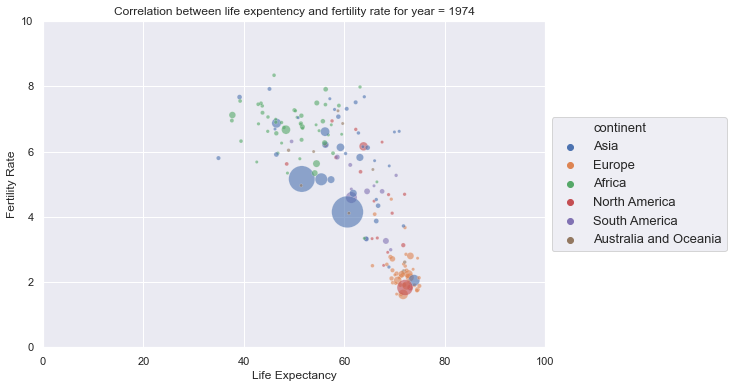 Correlation between life expentency and fertility rate for year = 1974
10
8
6
4
2
0
Fertility Rate
0 20 40 60 80 100
Life Expectancy
continent
Asia
Europe
Africa
North America
South America
Australia and Oceania